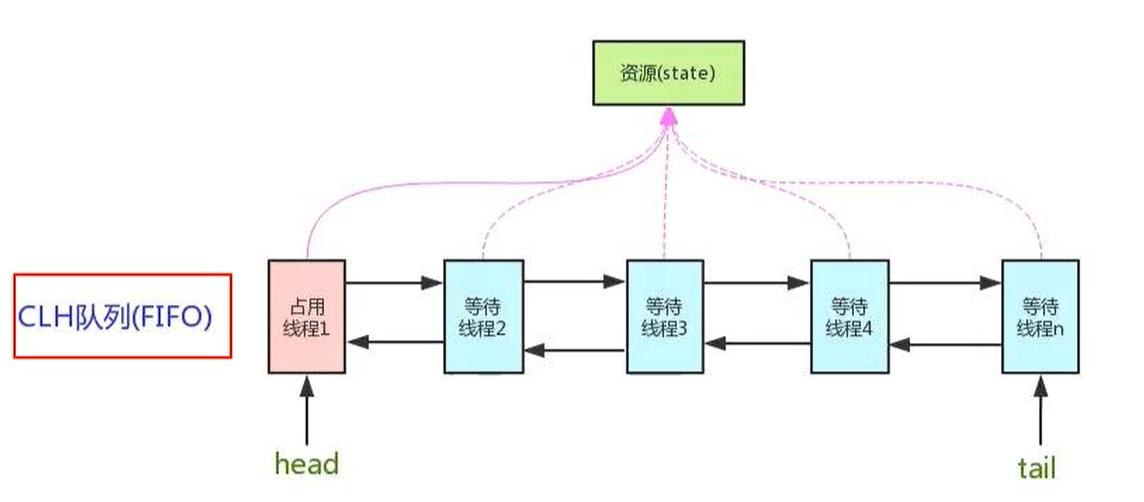 资源(state)
CLH队列(FIFO)
占用
线程1
等待
线程2
等待
线程3
等待
线程4
等待
线程n
head
tail